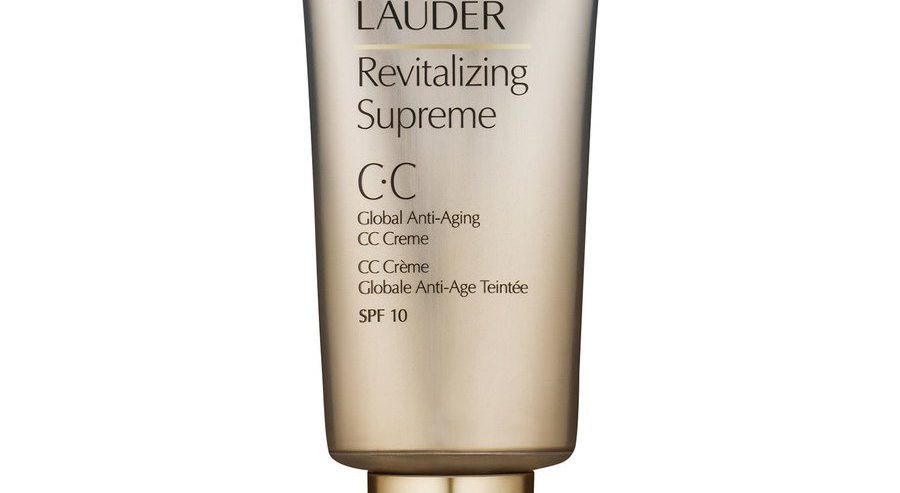 LAUDER
Revitalizing
Supreme
C·C
Global Anti-Aging
CC Creme
CC Crème
Globale Anti-Age Teintée
SPF 10